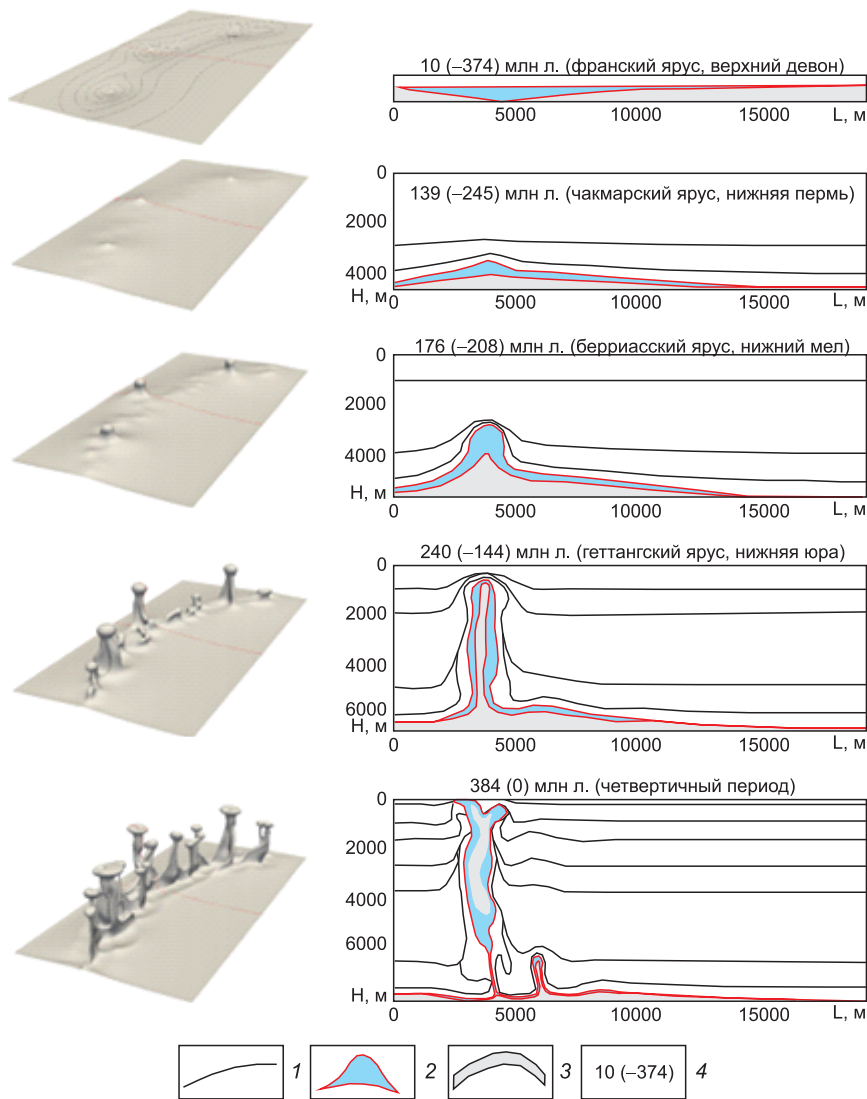 10 (–374) млн л. (франский ярус, верхний девон)
0 5000 10000 15000 L, м
0
139 (–245) млн л. (чакмарский ярус, нижняя пермь)
2000
4000
H, м
0 5000 10000 15000 L, м
176 (–208) млн л. (берриасский ярус, нижний мел)
0
2000
4000
H, м
0 5000 10000 15000 L, м
240 (–144) млн л. (геттангский ярус, нижняя юра)
0
2000
4000
6000
H, м
0 5000 10000 15000 L, м
384 (0) млн л. (четвертичный период)
0
2000
4000
6000
H, м
0 5000 10000 15000 L, м
1 2 3 10 (–374) 4